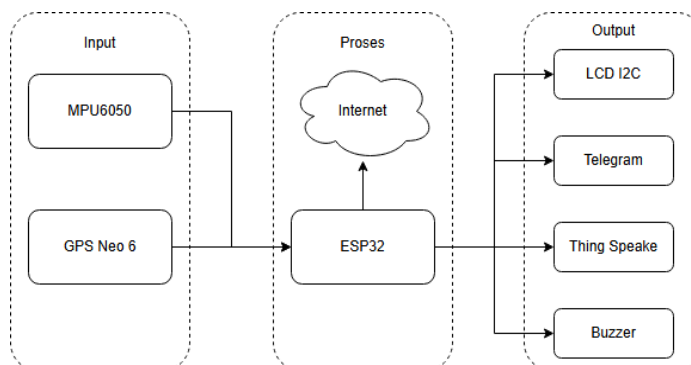 Input
MPU6050
GPS Neo 6
Proses
Internet
ESP32
Output
LCD I2C
Telegram
Thing Speake
Buzzer